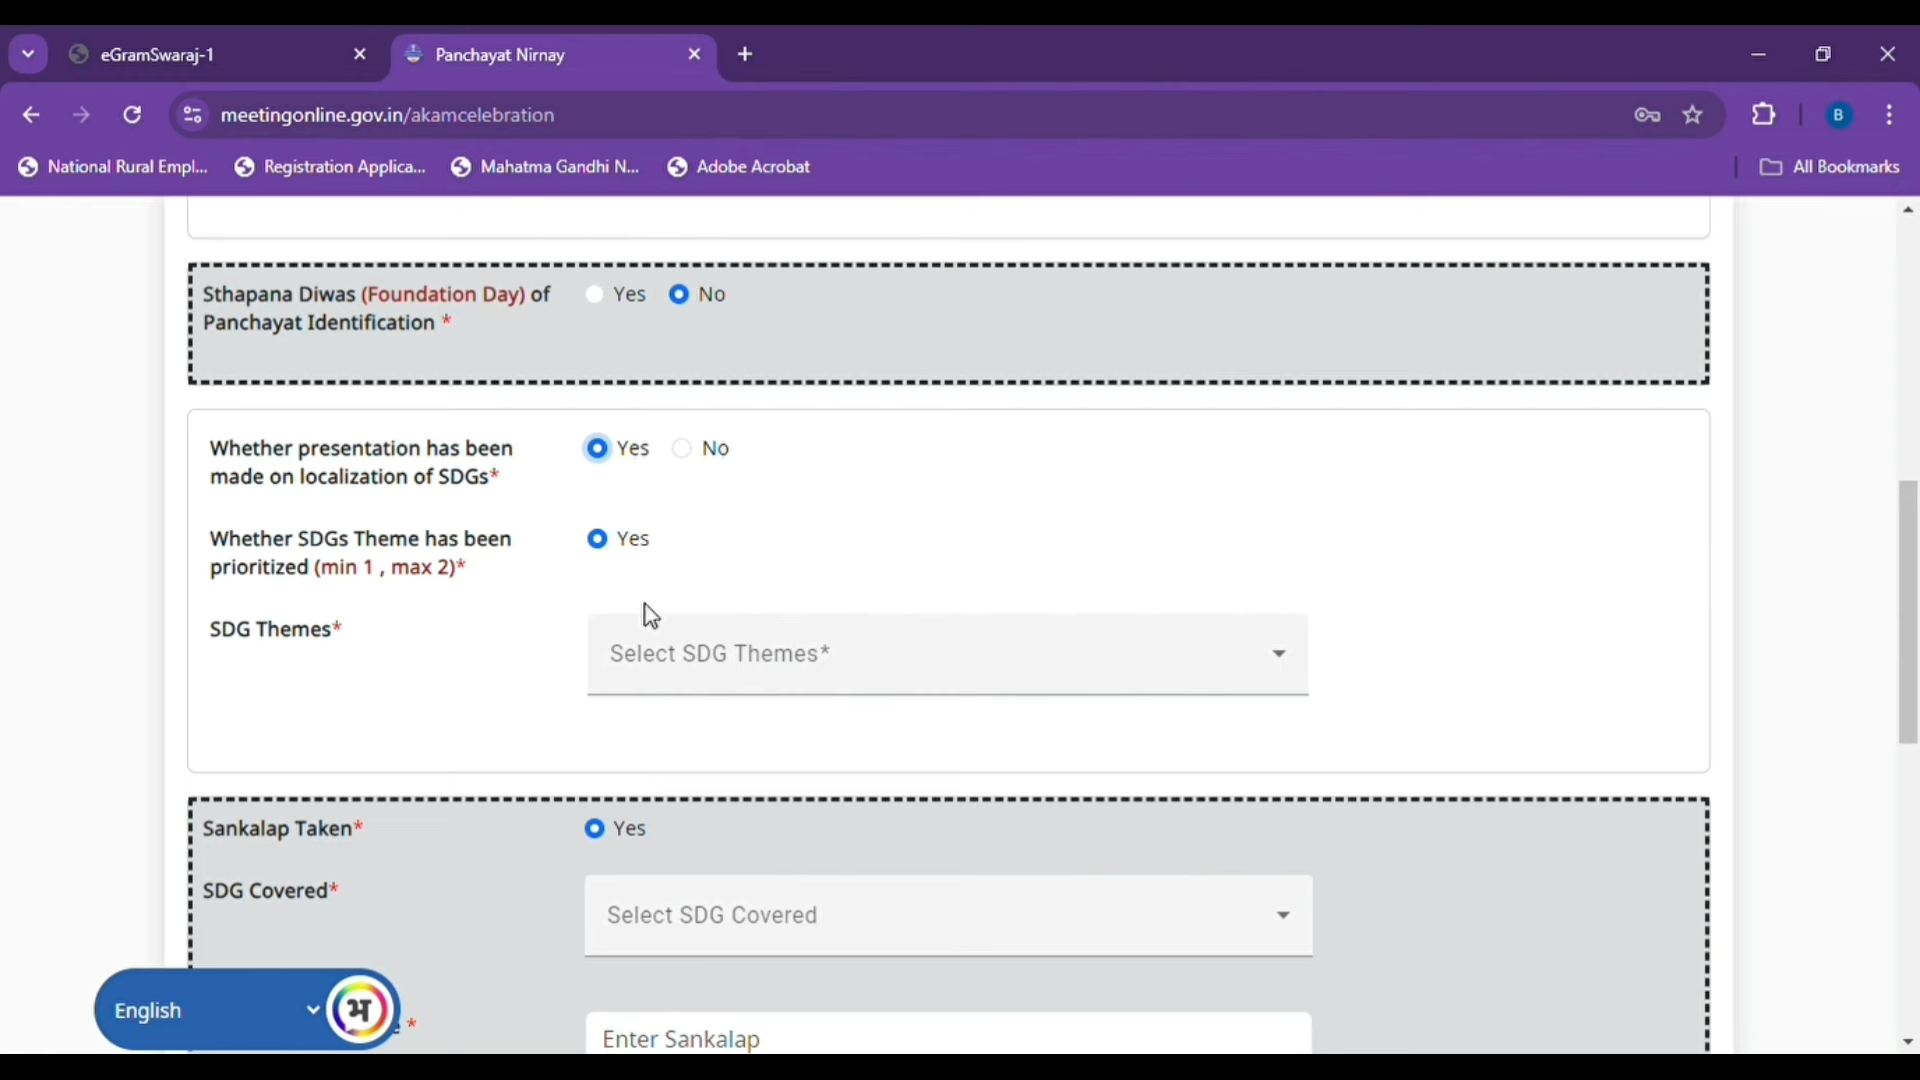 eGramSwaraj-1
Panchayat Nirnay
meetingonline.gov.in/akamcelebration
B
National Rural Empl...
Registration Applica...
Mahatma Gandhi N...
Adobe Acrobat
All Bookmarks
Sthapana Diwas (Foundation Day) of
Panchayat Identification *
Yes
No
Whether presentation has been
made on localization of SDGs*
Yes
No
Whether SDGs Theme has been
prioritized (min 1 , max 2)*
Yes
SDG Themes*
Select SDG Themes*
Sankalap Taken*
Yes
SDG Covered*
Select SDG Covered
English
अ
*
Enter Sankalap